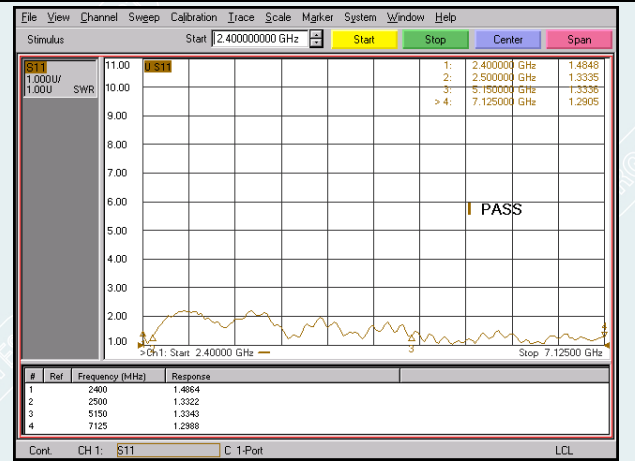 File View Channel Sweep Calibration Trace Scale Marker System Window Help
Stimulus Start 2.400000000 GHz Start Stop Center Span
S11
1.000U/
1.00U SWR
11.00
10.00
9.00
8.00
7.00
6.00
5.00
4.00
3.00
2.00
1.00
U S11
1: 2.400000 GHz 1.4848
2: 2.500000 GHz 1.3335
3: 5.150000 GHz 1.3336
> 4: 7.125000 GHz 1.2905
PASS
3
>Ch1: Start 2.40000 GHz Stop 7.12500 GHz
# Ref Frequency (MHz) Response
1 2400 1.4864
2 2500 1.3322
3 5150 1.3343
4 7125 1.2988
Cont. CH 1: S11 C 1-Port LCL